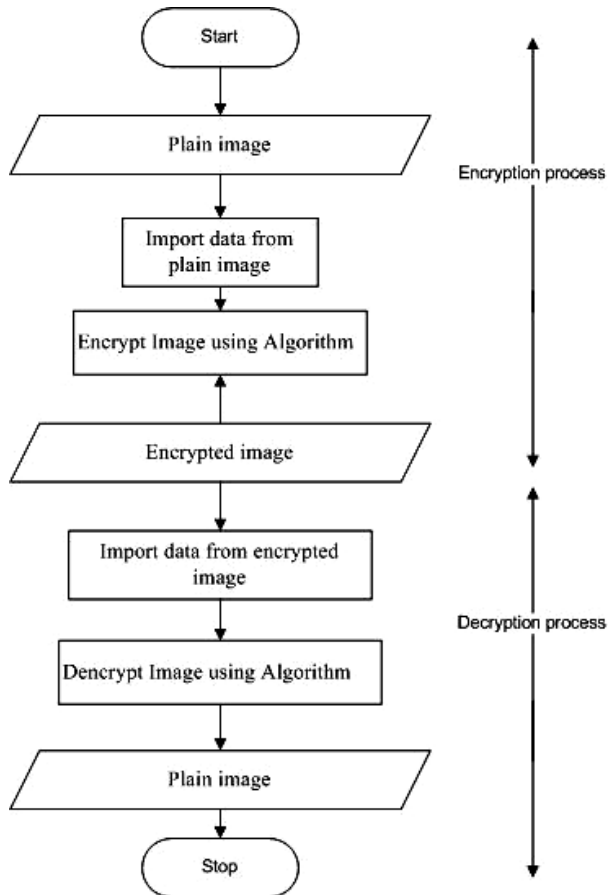 Start
Plain image
Encryption process
Import data from
plain image
Encrypt Image using Algorithm
Encrypted image
Import data from encrypted
image
Decryption process
Dencrypt Image using Algorithm
Plain image
Stop